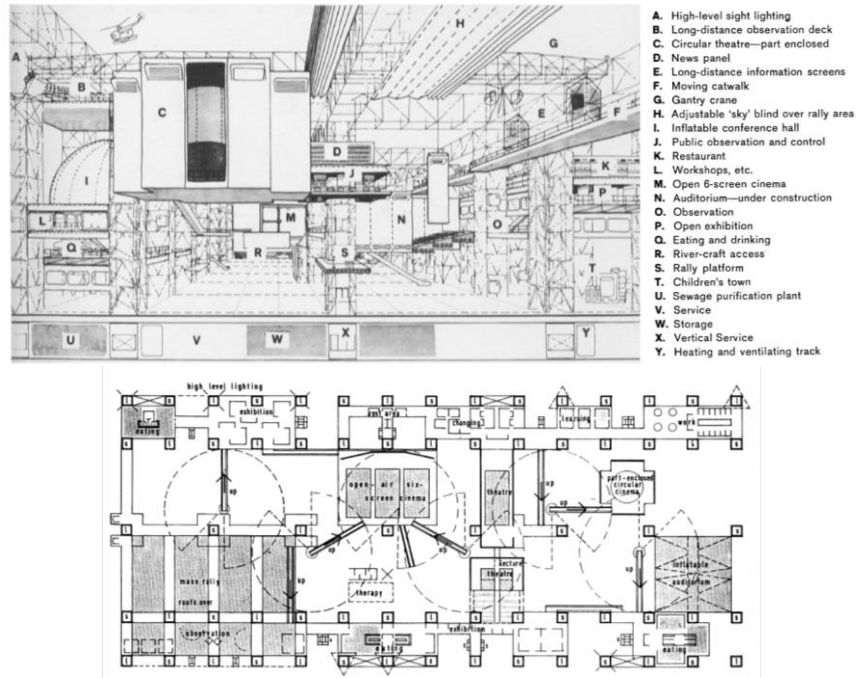 A. High-level sight lighting
B. Long-distance observation deck
C. Circular theatre—part enclosed
D. News panel
E. Long-distance information screens
F. Moving catwalk
G. Gantry crane
H. Adjustable 'sky' blind over rally area
I. Inflatable conference hall
J. Public observation and control
K. Restaurant
L. Workshops, etc.
M. Open 6-screen cinema
N. Auditorium—under construction
O. Observation
P. Open exhibition
Q. Eating and drinking
R. River-craft access
S. Rally platform
T. Children's town
U. Sewage purification plant
V. Service
W. Storage
X. Vertical Service
Y. Heating and ventilating track
H
G
A
B
C
E
F
D
J
K
I
P
L
M
N
O
Q
R
S
T
U
V
W
X
Y
high level lighting
exhibition
eating
rest area
changing
learning
work
up
open- air six-
screen cinema
theatre
up
up
part-enclosed
circular
cinema
up
up
lecture
theatre
mass rally
roofs over
up
therapy
up
inflatable
auditorium
observation
eating
exhibition
eating